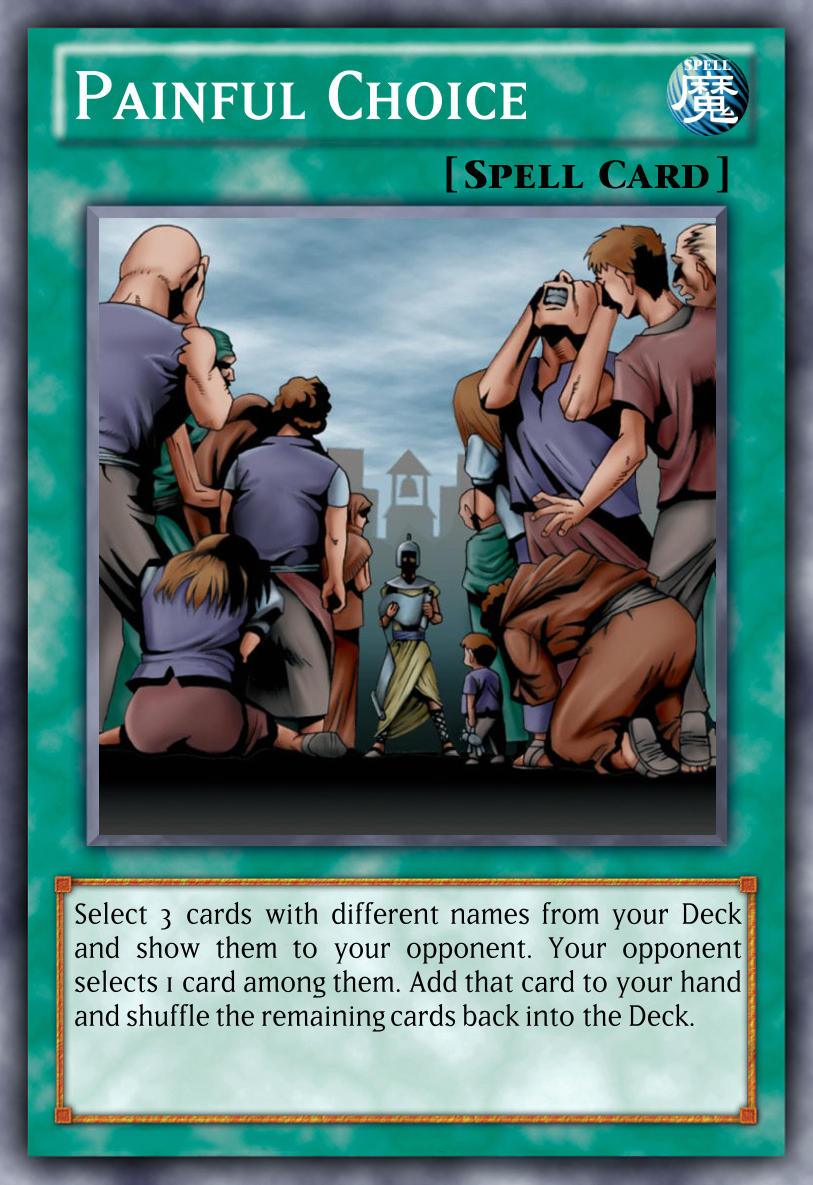 Painful Choice
SPELL
魔
[Spell Card]
Select 3 cards with different names from your Deck
and show them to your opponent. Your opponent
selects 1 card among them. Add that card to your hand
and shuffle the remaining cards back into the Deck.